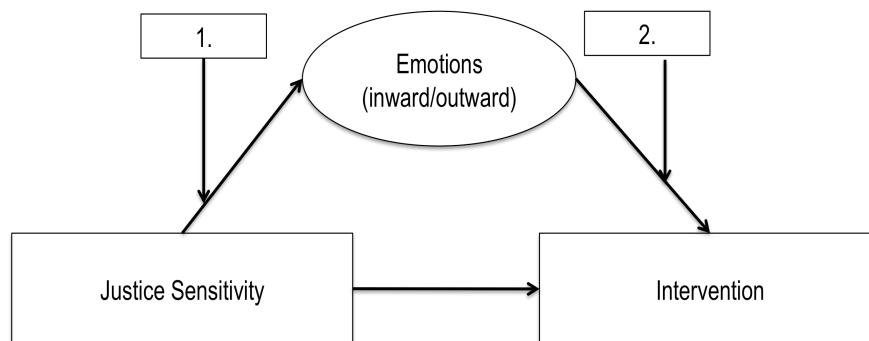 1.
2.
Emotions
(inward/outward)
Justice Sensitivity
Intervention